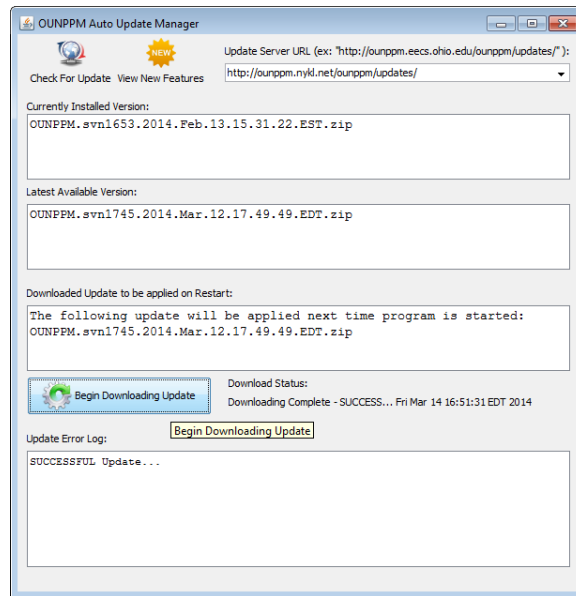 OUNPPM Auto Update Manager
NEW
Check For Update View New Features
Update Server URL (ex: "http://ounppm.eecs.ohio.edu/ounppm/updates/" ):
http://ounppm.nykl.net/ounppm/updates/
Currently Installed Version:
OUNPPM.svn1653.2014.Feb.13.15.31.22.EST.zip
Latest Available Version:
OUNPPM.svn1745.2014.Mar.12.17.49.49.EDT.zip
Downloaded Update to be applied on Restart:
The following update will be applied next time program is started:
OUNPPM.svn1745.2014.Mar.12.17.49.49.EDT.zip
Begin Downloading Update
Download Status:
Downloading Complete - SUCCESS... Fri Mar 14 16:51:31 EDT 2014
Begin Downloading Update
Update Error Log:
SUCCESSFUL Update...